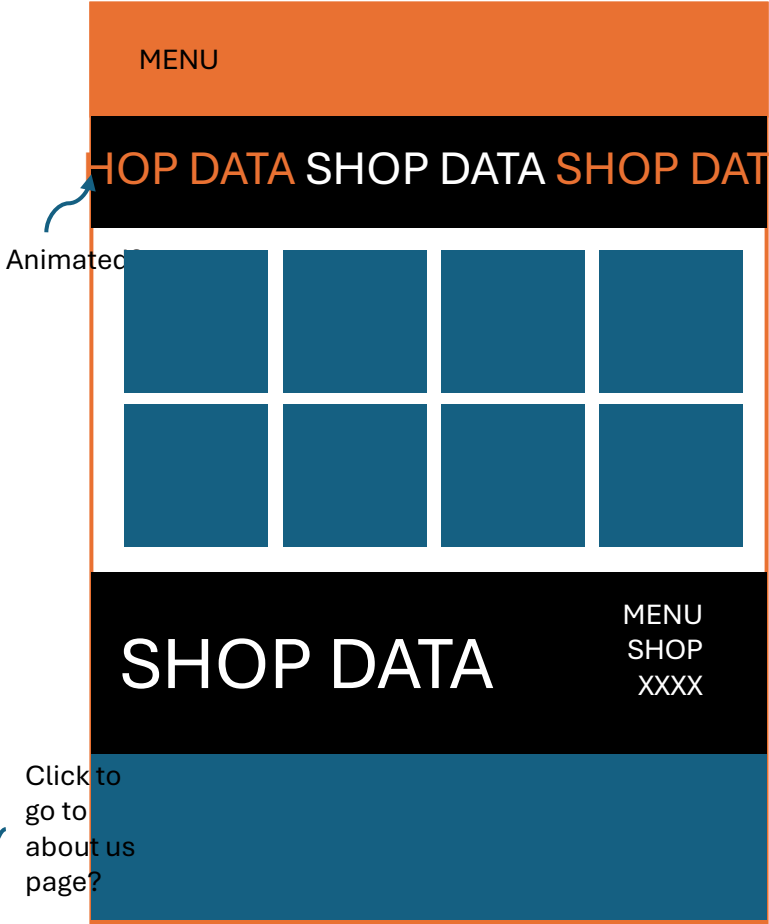 MENU
HOP DATA SHOP DATA SHOP DAT
Animated
SHOP DATA
MENU
SHOP
XXXX
Click to
go to
about us
page?